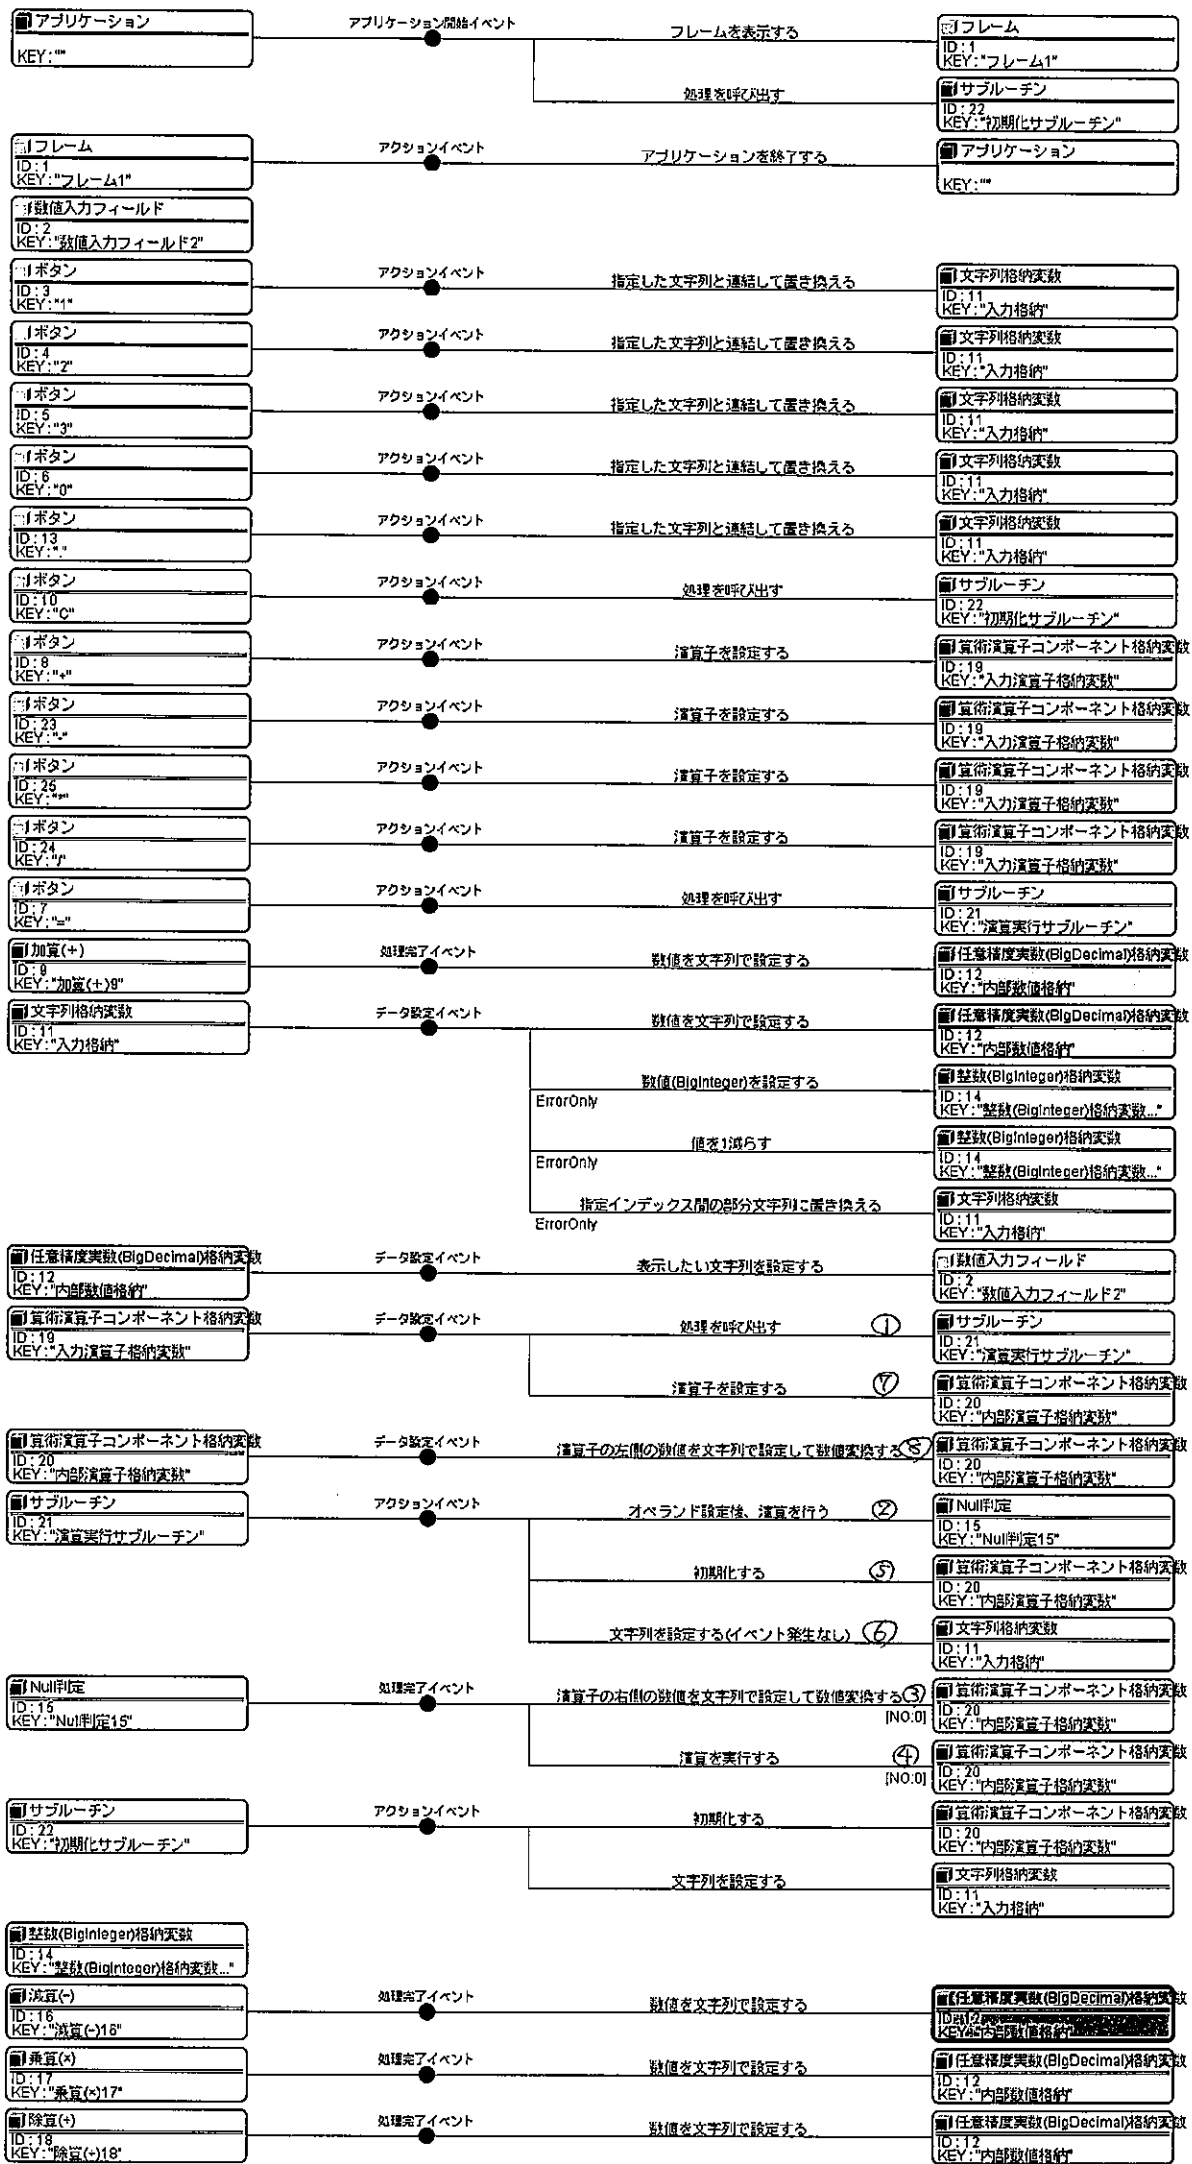 アプリケーション
KEY:""
アプリケーション開始イベント
フレームを表示する
フレーム
ID:1
KEY:"フレーム1"
処理を呼び出す
サブルーチン
ID:22
KEY:"初期化サブルーチン"
フレーム
ID:1
KEY:"フレーム1"
アクションイベント
アプリケーションを終了する
アプリケーション
KEY:""
数値入力フィールド
ID:2
KEY:"数値入力フィールド2"
ボタン
ID:3
KEY:"1"
アクションイベント
指定した文字列と連結して置き換える
文字列格納変数
ID:11
KEY:"入力格納"
ボタン
ID:4
KEY:"2"
アクションイベント
指定した文字列と連結して置き換える
文字列格納変数
ID:11
KEY:"入力格納"
ボタン
ID:5
KEY:"3"
アクションイベント
指定した文字列と連結して置き換える
文字列格納変数
ID:11
KEY:"入力格納"
ボタン
ID:6
KEY:"0"
アクションイベント
指定した文字列と連結して置き換える
文字列格納変数
ID:11
KEY:"入力格納"
ボタン
ID:13
KEY:"."
アクションイベント
指定した文字列と連結して置き換える
文字列格納変数
ID:11
KEY:"入力格納"
ボタン
ID:10
KEY:"C"
アクションイベント
処理を呼び出す
サブルーチン
ID:22
KEY:"初期化サブルーチン"
ボタン
ID:8
KEY:"+"
アクションイベント
演算子を設定する
算術演算子コンポーネント格納変数
ID:19
KEY:"入力演算子格納変数"
ボタン
ID:23
KEY:"-"
アクションイベント
演算子を設定する
算術演算子コンポーネント格納変数
ID:19
KEY:"入力演算子格納変数"
ボタン
ID:25
KEY:"*"
アクションイベント
演算子を設定する
算術演算子コンポーネント格納変数
ID:19
KEY:"入力演算子格納変数"
ボタン
ID:24
KEY:"/"
アクションイベント
演算子を設定する
算術演算子コンポーネント格納変数
ID:19
KEY:"入力演算子格納変数"
ボタン
ID:7
KEY:"="
アクションイベント
処理を呼び出す
サブルーチン
ID:21
KEY:"演算実行サブルーチン"
加算(+)
ID:9
KEY:"加算(+)9"
処理完了イベント
数値を文字列で設定する
任意精度実数(BigDecimal)格納変数
ID:12
KEY:"内部数値格納"
文字列格納変数
ID:11
KEY:"入力格納"
データ設定イベント
数値を文字列で設定する
任意精度実数(BigDecimal)格納変数
ID:12
KEY:"内部数値格納"
数値(BigInteger)を設定する
ErrorOnly
整数(BigInteger)格納変数
ID:14
KEY:"整数(BigInteger)格納変数..."
値を1減らす
ErrorOnly
整数(BigInteger)格納変数
ID:14
KEY:"整数(BigInteger)格納変数..."
指定インデックス間の部分文字列に置き換える
ErrorOnly
文字列格納変数
ID:11
KEY:"入力格納"
任意精度実数(BigDecimal)格納変数
ID:12
KEY:"内部数値格納"
データ設定イベント
表示したい文字列を設定する
数値入力フィールド
ID:2
KEY:"数値入力フィールド2"
算術演算子コンポーネント格納変数
ID:19
KEY:"入力演算子格納変数"
データ設定イベント
処理を呼び出す ①
サブルーチン
ID:21
KEY:"演算実行サブルーチン"
演算子を設定する ⑦
算術演算子コンポーネント格納変数
ID:20
KEY:"内部演算子格納変数"
算術演算子コンポーネント格納変数
ID:20
KEY:"内部演算子格納変数"
データ設定イベント
演算子の左側の数値を文字列で設定して数値変換する ⑧
算術演算子コンポーネント格納変数
ID:20
KEY:"内部演算子格納変数"
サブルーチン
ID:21
KEY:"演算実行サブルーチン"
アクションイベント
オペランド設定後、演算を行う ②
Null判定
ID:15
KEY:"Null判定15"
初期化する ⑤
算術演算子コンポーネント格納変数
ID:20
KEY:"内部演算子格納変数"
文字列を設定する(イベント発生なし) ⑥
文字列格納変数
ID:11
KEY:"入力格納"
Null判定
ID:15
KEY:"Null判定15"
処理完了イベント
演算子の右側の数値を文字列で設定して数値変換する ③
[NO:0]
算術演算子コンポーネント格納変数
ID:20
KEY:"内部演算子格納変数"
演算を実行する ④
[NO:0]
算術演算子コンポーネント格納変数
ID:20
KEY:"内部演算子格納変数"
サブルーチン
ID:22
KEY:"初期化サブルーチン"
アクションイベント
初期化する
算術演算子コンポーネント格納変数
ID:20
KEY:"内部演算子格納変数"
文字列を設定する
文字列格納変数
ID:11
KEY:"入力格納"
整数(BigInteger)格納変数
ID:14
KEY:"整数(BigInteger)格納変数..."
減算(-)
ID:16
KEY:"減算(-)16"
処理完了イベント
数値を文字列で設定する
任意精度実数(BigDecimal)格納変数
ID:12
KEY:"内部数値格納"
乗算(×)
ID:17
KEY:"乗算(×)17"
処理完了イベント
数値を文字列で設定する
任意精度実数(BigDecimal)格納変数
ID:12
KEY:"内部数値格納"
除算(÷)
ID:18
KEY:"除算(÷)18"
処理完了イベント
数値を文字列で設定する
任意精度実数(BigDecimal)格納変数
ID:12
KEY:"内部数値格納"